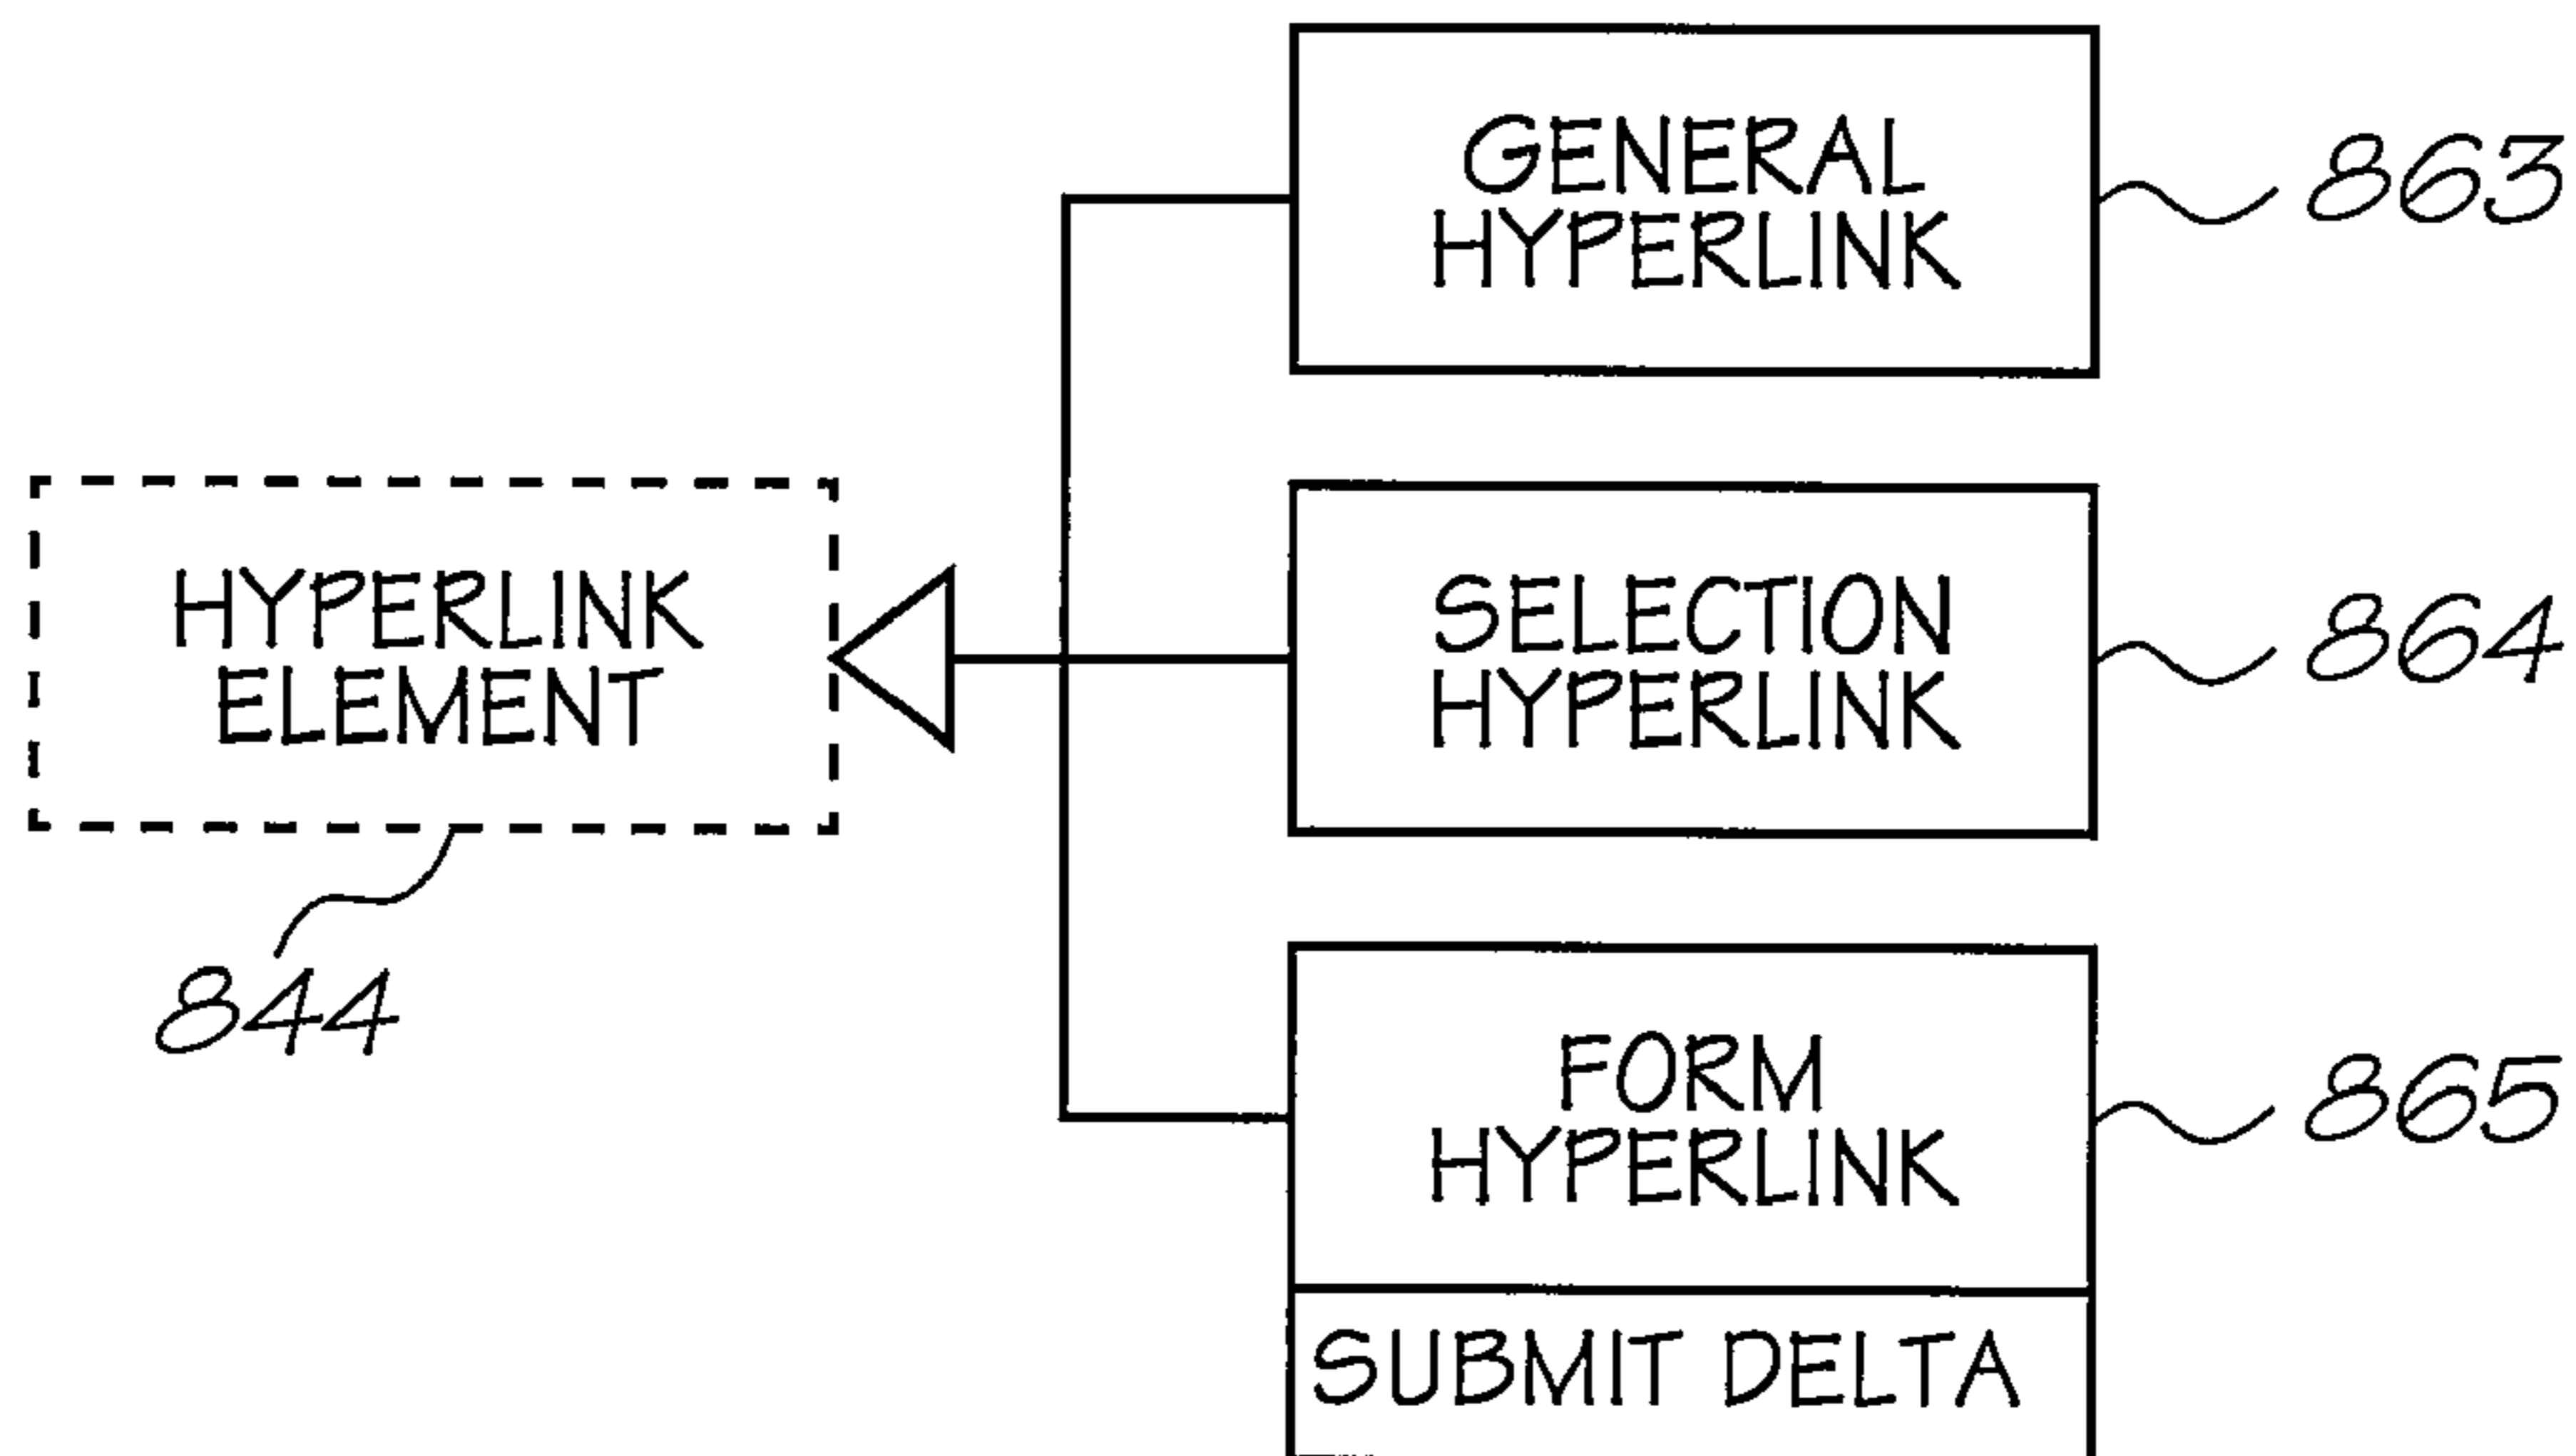 GENERAL
HYPERLINK
863
HYPERLINK
ELEMENT
844
SELECTION
HYPERLINK
864
FORM
HYPERLINK
865
SUBMIT DELTA